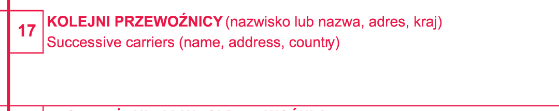 17 KOLEJNI PRZEWOŹNICY (nazwisko lub nazwa, adres, kraj)
Successive carriers (name, address, country)